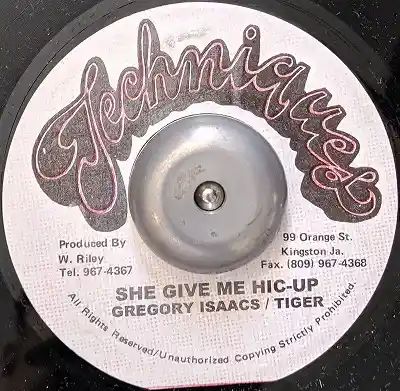 Techniques
Produced By
W. Riley
Tel. 967-4367
99 Orange St.
Kingston Ja.
Fax. (809) 967-4368
SHE GIVE ME HIC-UP
GREGORY ISAACS / TIGER
All Rights Reserved/Unauthorized Copying Strictly Prohibited.